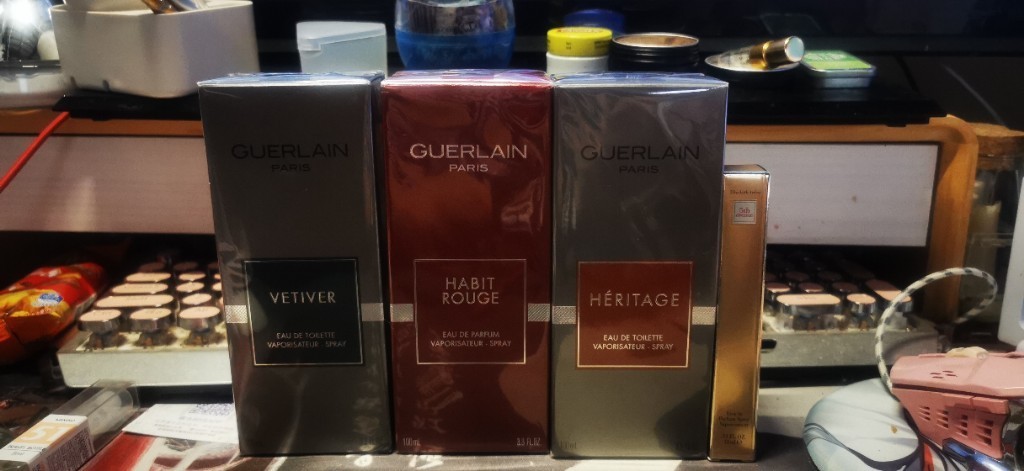 GUERLAIN
PARIS
VETIVER
EAU DE TOILETTE
VAPORISATEUR . SPRAY
GUERLAIN
PARIS
HABIT
ROUGE
EAU DE PARFUM
VAPORISATEUR - SPRAY
100ml
3.3 FL.OZ
GUERLAIN
PARIS
HÉRITAGE
EAU DE TOILETTE
VAPORISATEUR - SPRAY
5th